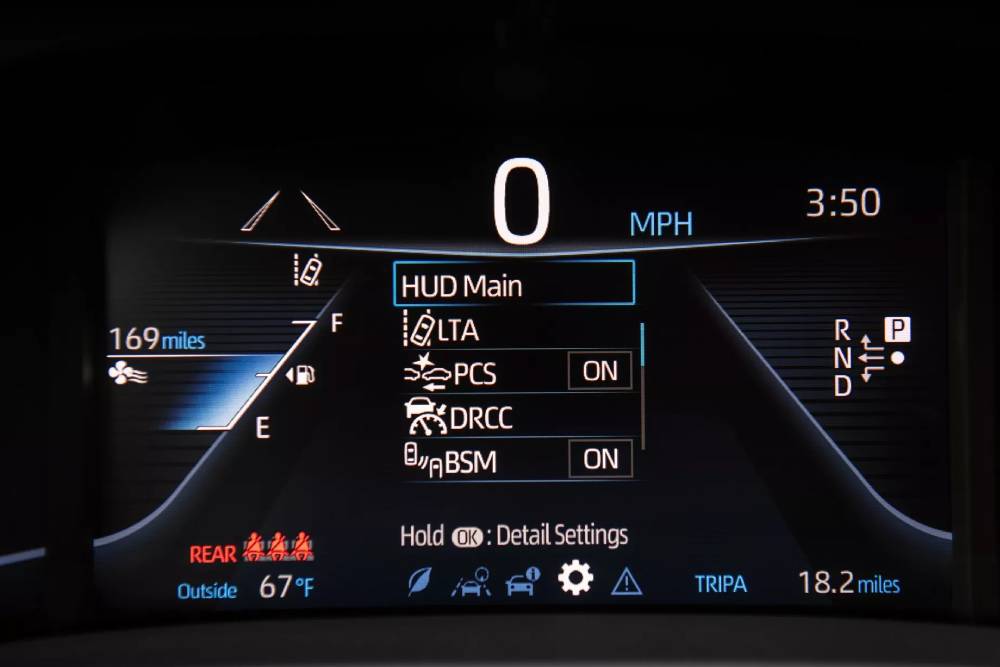 0
MPH
3:50
HUD Main
LTA
F
169 miles
R P
PCS ON
N
D
DRCC
E
BSM ON
Hold OK : Detail Settings
REAR
Outside 67°F
TRIPA 18.2 miles